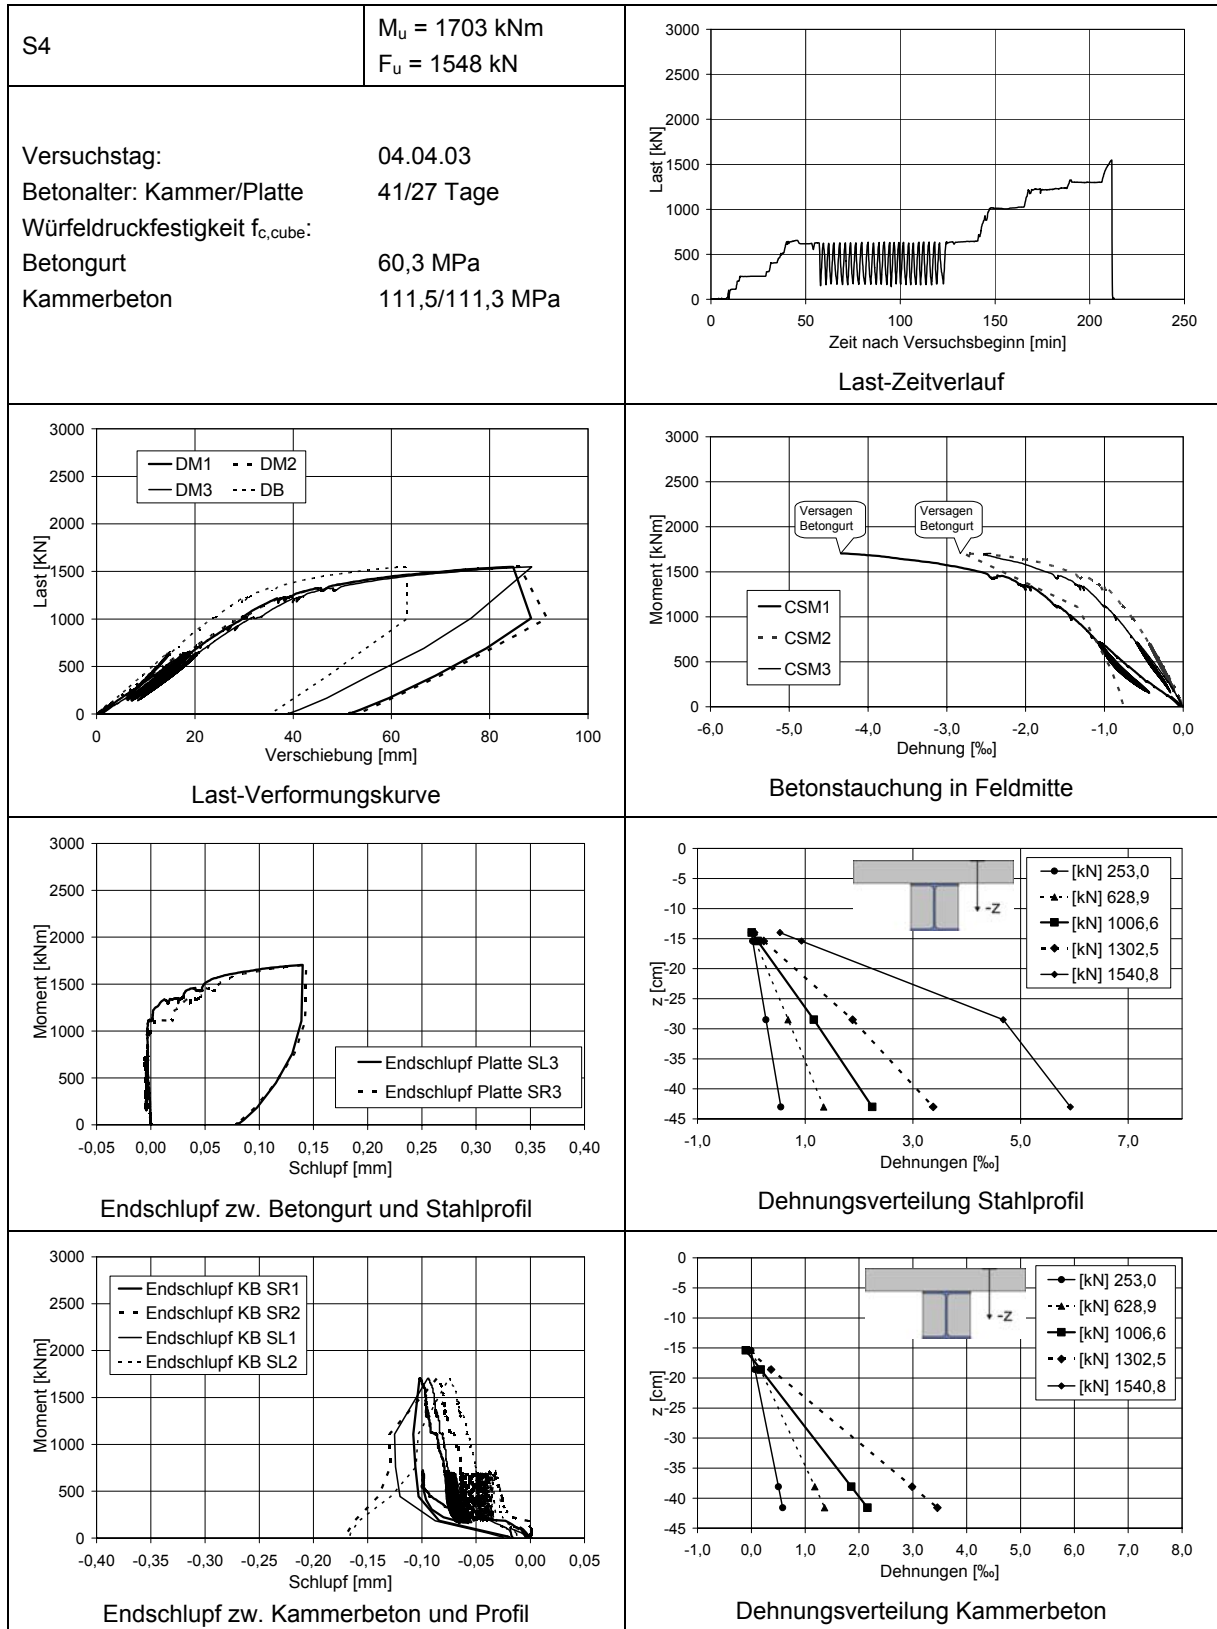 S4
Mu = 1703 kNm
Fu = 1548 kN
Versuchstag: 04.04.03
Betonalter: Kammer/Platte 41/27 Tage
Würfeldruckfestigkeit fc,cube:
Betongurt 60,3 MPa
Kammerbeton 111,5/111,3 MPa
Last [kN]
3000
2500
2000
1500
1000
500
0
0 50 100 150 200 250
Zeit nach Versuchsbeginn [min]
Last-Zeitverlauf
Last [KN]
3000
2500
2000
1500
1000
500
0
DM1 DM2
DM3 DB
0 20 40 60 80 100
Verschiebung [mm]
Last-Verformungskurve
Moment [kNm]
3000
2500
2000
1500
1000
500
0
Versagen
Betongurt
Versagen
Betongurt
CSM1
CSM2
CSM3
-6,0 -5,0 -4,0 -3,0 -2,0 -1,0 0,0
Dehnung [‰]
Betonstauchung in Feldmitte
Moment [kNm]
3000
2500
2000
1500
1000
500
0
Endschlupf Platte SL3
Endschlupf Platte SR3
-0,05 0,00 0,05 0,10 0,15 0,20 0,25 0,30 0,35 0,40
Schlupf [mm]
Endschlupf zw. Betongurt und Stahlprofil
z [cm]
0
-5
-10
-15
-20
-25
-30
-35
-40
-45
-z
[kN] 253,0
[kN] 628,9
[kN] 1006,6
[kN] 1302,5
[kN] 1540,8
-1,0 1,0 3,0 5,0 7,0
Dehnungen [‰]
Dehnungsverteilung Stahlprofil
Moment [kNm]
3000
2500
2000
1500
1000
500
0
Endschlupf KB SR1
Endschlupf KB SR2
Endschlupf KB SL1
Endschlupf KB SL2
-0,40 -0,35 -0,30 -0,25 -0,20 -0,15 -0,10 -0,05 0,00 0,05
Schlupf [mm]
Endschlupf zw. Kammerbeton und Profil
z [cm]
0
-5
-10
-15
-20
-25
-30
-35
-40
-45
-z
[kN] 253,0
[kN] 628,9
[kN] 1006,6
[kN] 1302,5
[kN] 1540,8
-1,0 0,0 1,0 2,0 3,0 4,0 5,0 6,0 7,0 8,0
Dehnungen [‰]
Dehnungsverteilung Kammerbeton